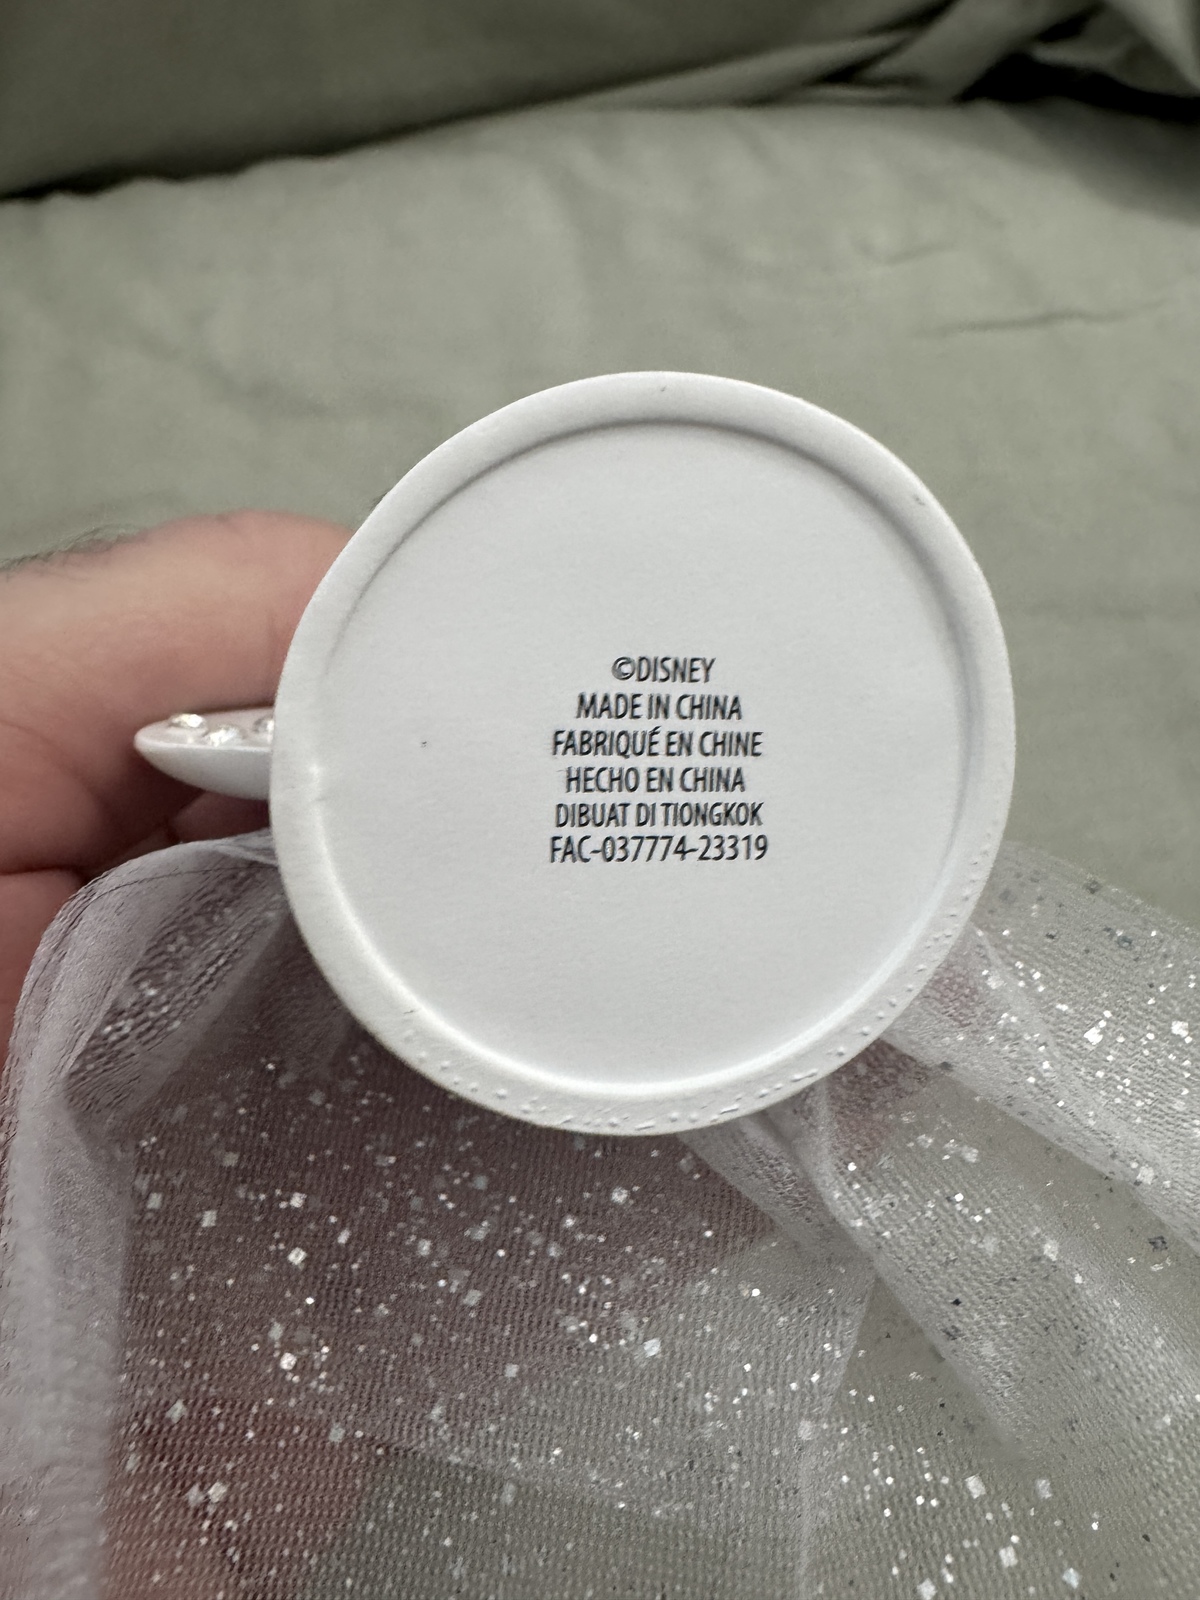 ©DISNEY
MADE IN CHINA
FABRIQUÉ EN CHINE
HECHO EN CHINA
DIBUAT DI TIONGKOK
FAC-037774-23319